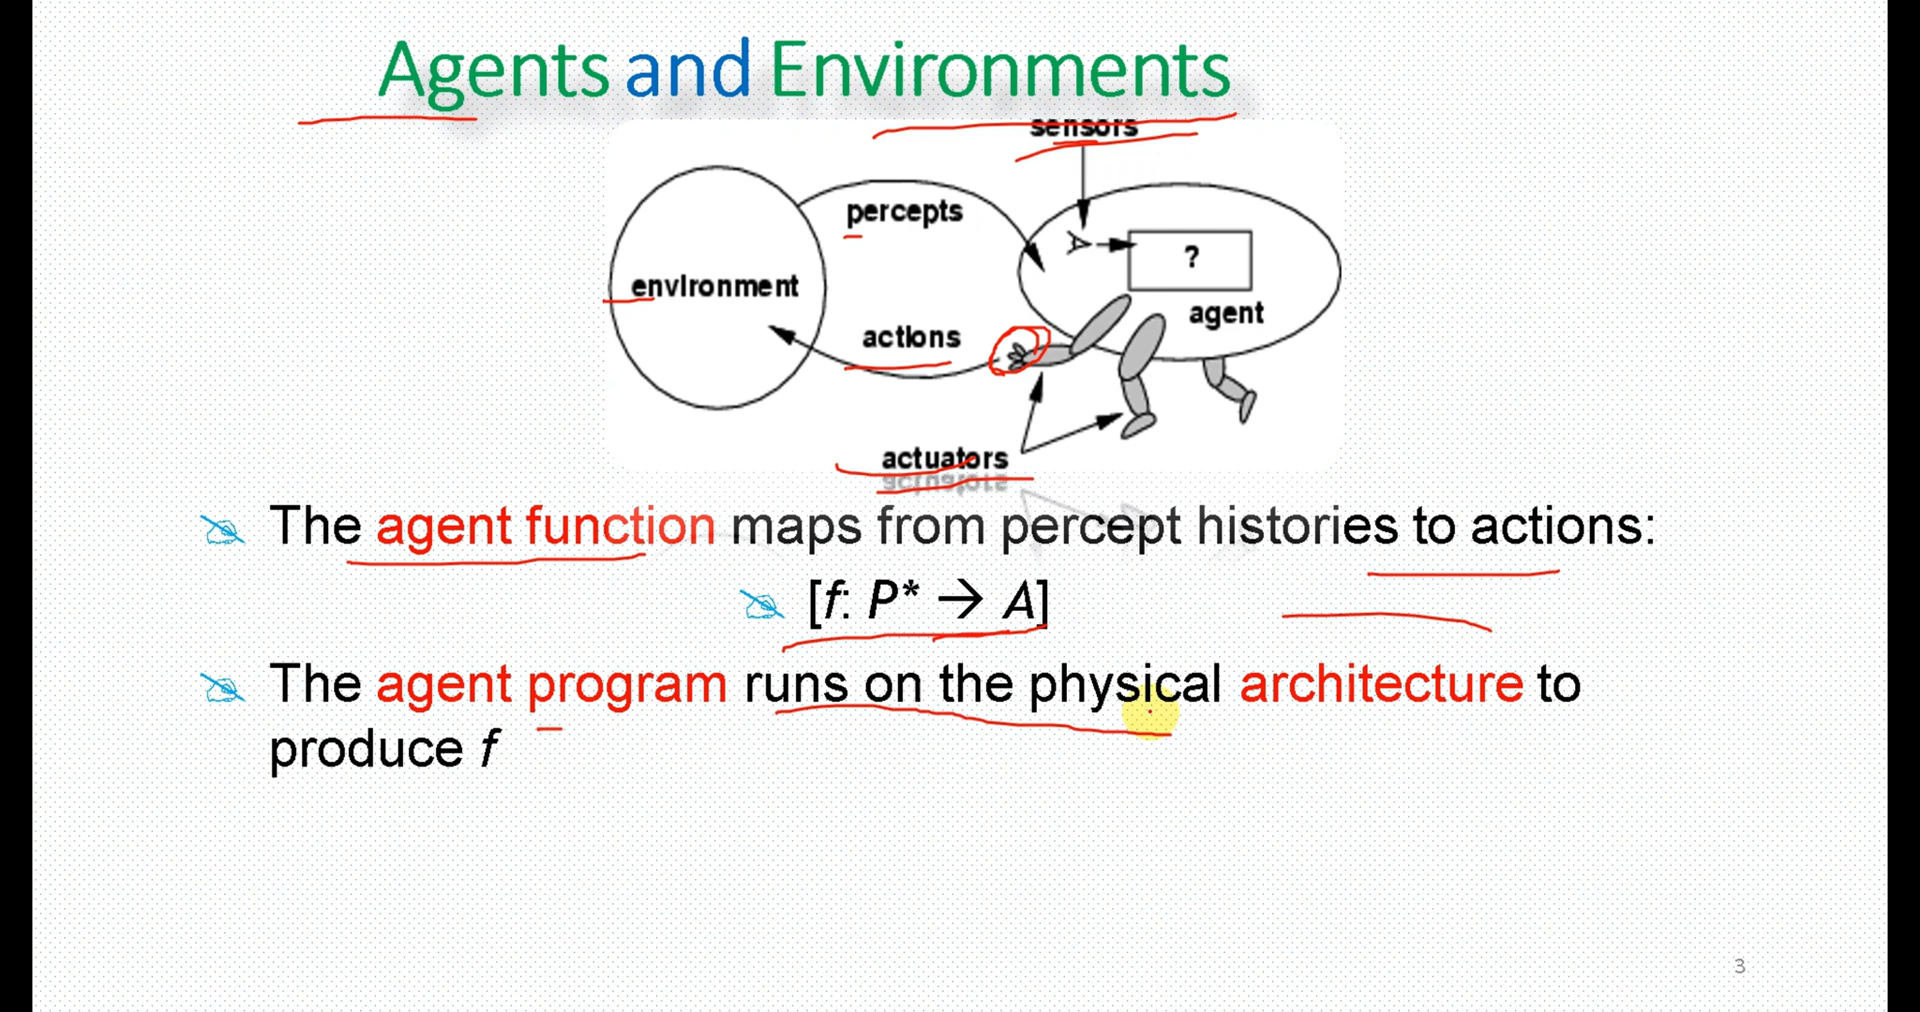 Agents and Environments
sensors
percepts
?
environment
agent
actions
actuators
The agent function maps from percept histories to actions:
[f: P* → A]
The agent program runs on the physical architecture to
produce f
3